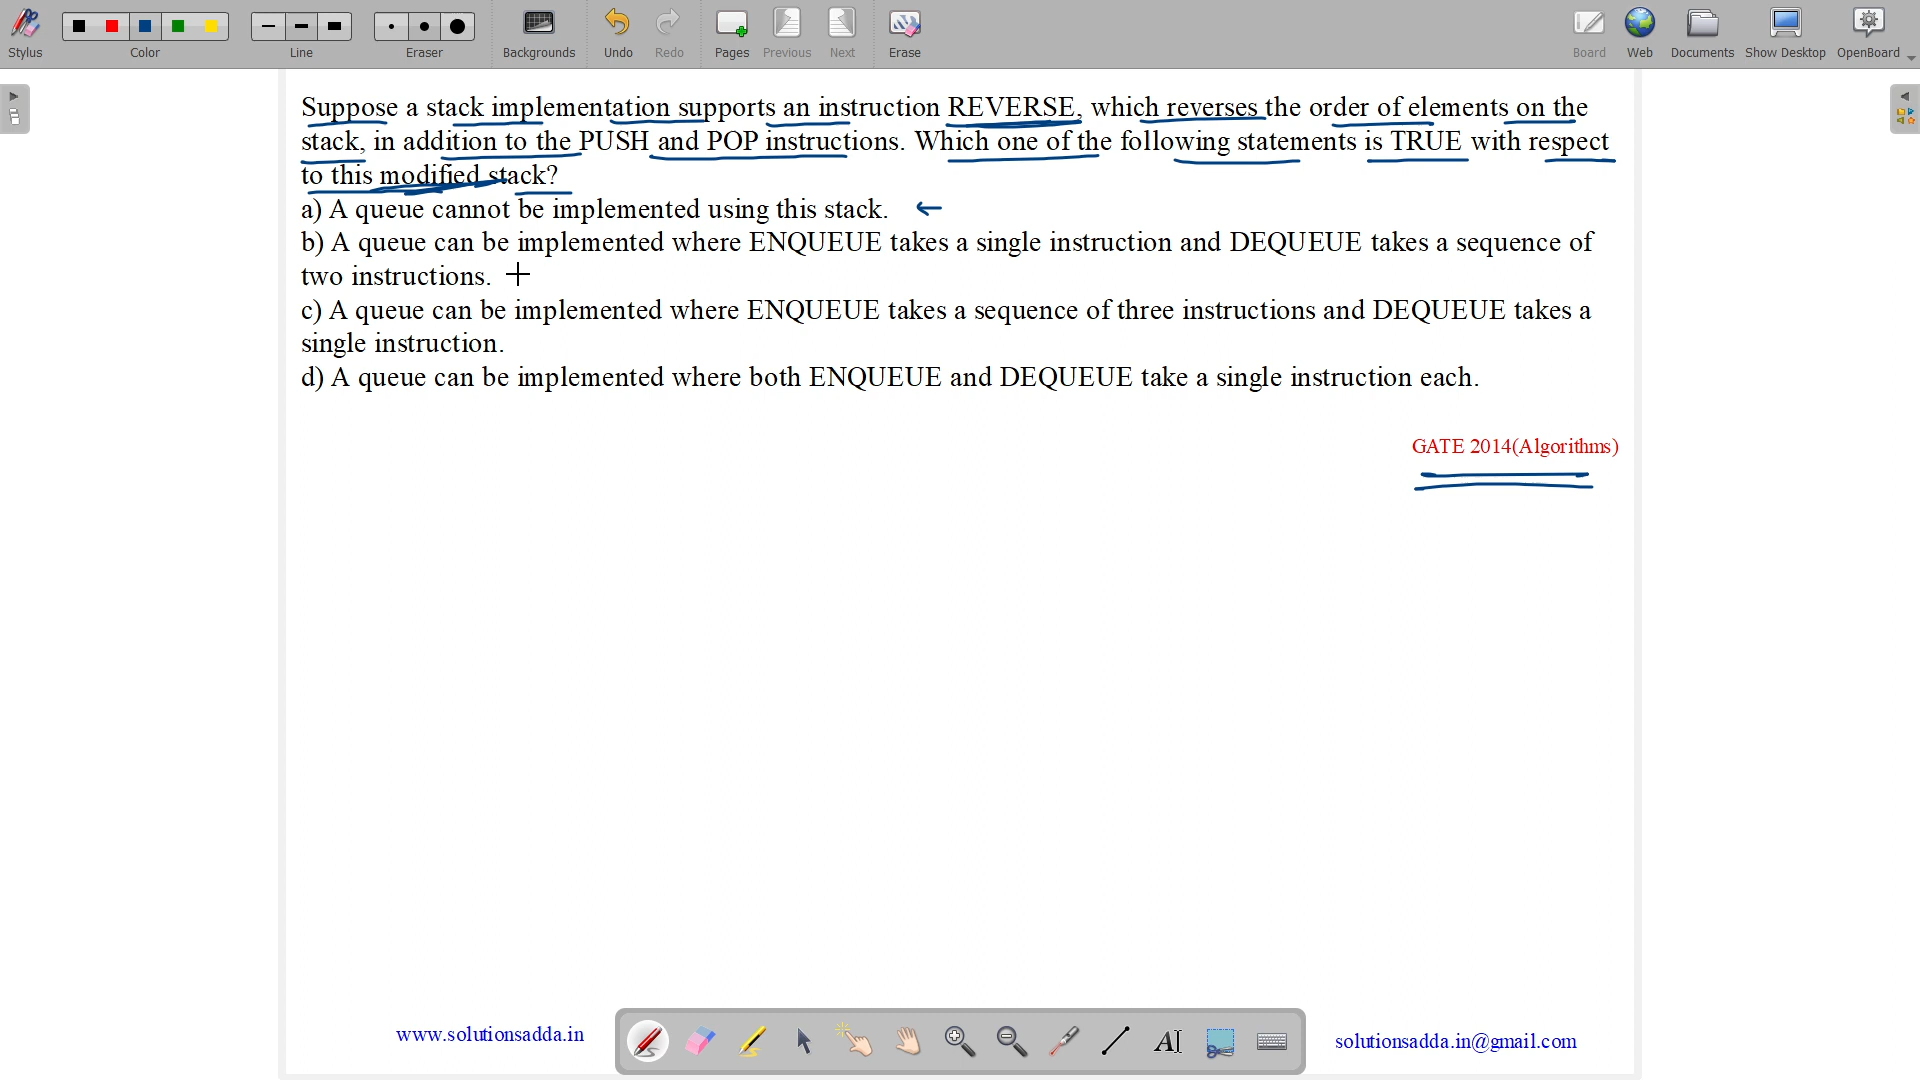 Stylus Color Line Eraser Backgrounds Undo Redo Pages Previous Next Erase Board Web Documents Show Desktop OpenBoard
Suppose a stack implementation supports an instruction REVERSE, which reverses the order of elements on the
stack, in addition to the PUSH and POP instructions. Which one of the following statements is TRUE with respect
to this modified stack?
a) A queue cannot be implemented using this stack.
b) A queue can be implemented where ENQUEUE takes a single instruction and DEQUEUE takes a sequence of
two instructions.
c) A queue can be implemented where ENQUEUE takes a sequence of three instructions and DEQUEUE takes a
single instruction.
d) A queue can be implemented where both ENQUEUE and DEQUEUE take a single instruction each.
GATE 2014(Algorithms)
www.solutionsadda.in
solutionsadda.in@gmail.com